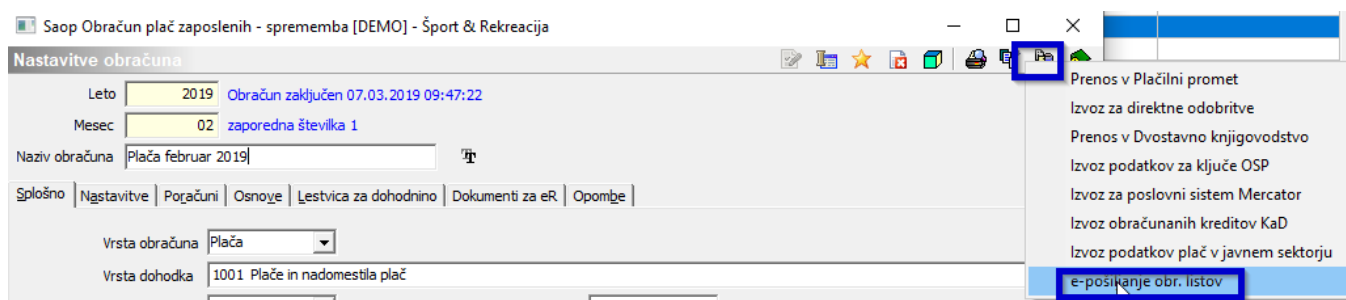 Saop Obračun plač zaposlenih - sprememba [DEMO] - Šport & Rekreacija
Nastavitve obračuna
Leto 2019 Obračun zaključen 07.03.2019 09:47:22
Mesec 02 zaporedna številka 1
Naziv obračuna Plača februar 2019
Splošno Nastavitve Poračuni Osnove Lestvica za dohodnino Dokumenti za eR Opombe
Vrsta obračuna Plača
Vrsta dohodka 1001 Plače in nadomestila plač
Prenos v Plačilni promet
Izvoz za direktne odobritve
Prenos v Dvostavno knjigovodstvo
Izvoz podatkov za ključe OSP
Izvoz za poslovni sistem Mercator
Izvoz obračunanih kreditov KaD
Izvoz podatkov plač v javnem sektorju
e-pošiljanje obr. listov